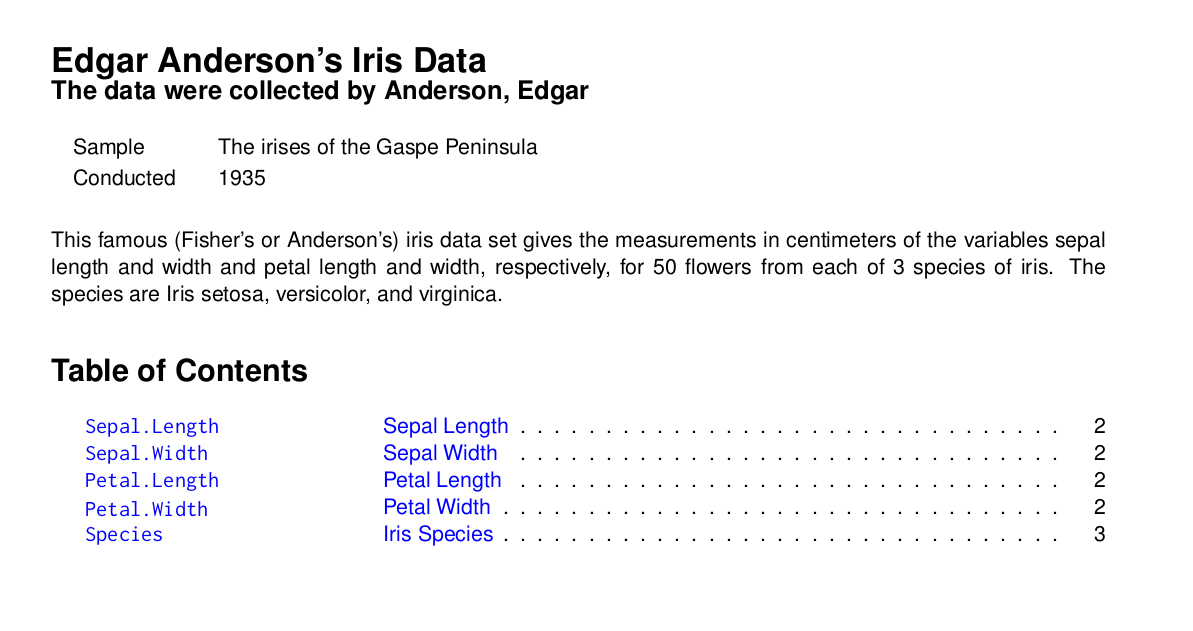 Edgar Anderson's Iris Data
The data were collected by Anderson, Edgar
Sample The irises of the Gaspe Peninsula
Conducted 1935
This famous (Fisher's or Anderson's) iris data set gives the measurements in centimeters of the variables sepal
length and width and petal length and width, respectively, for 50 flowers from each of 3 species of iris. The
species are Iris setosa, versicolor, and virginica.
Table of Contents
Sepal.Length Sepal Length . . . . . . . . . . . . . . . . . . . . . . . . . . . . . . . . 2
Sepal.Width Sepal Width . . . . . . . . . . . . . . . . . . . . . . . . . . . . . . . . 2
Petal.Length Petal Length . . . . . . . . . . . . . . . . . . . . . . . . . . . . . . . . 2
Petal.Width Petal Width . . . . . . . . . . . . . . . . . . . . . . . . . . . . . . . . . 2
Species Iris Species . . . . . . . . . . . . . . . . . . . . . . . . . . . . . . . . . 3